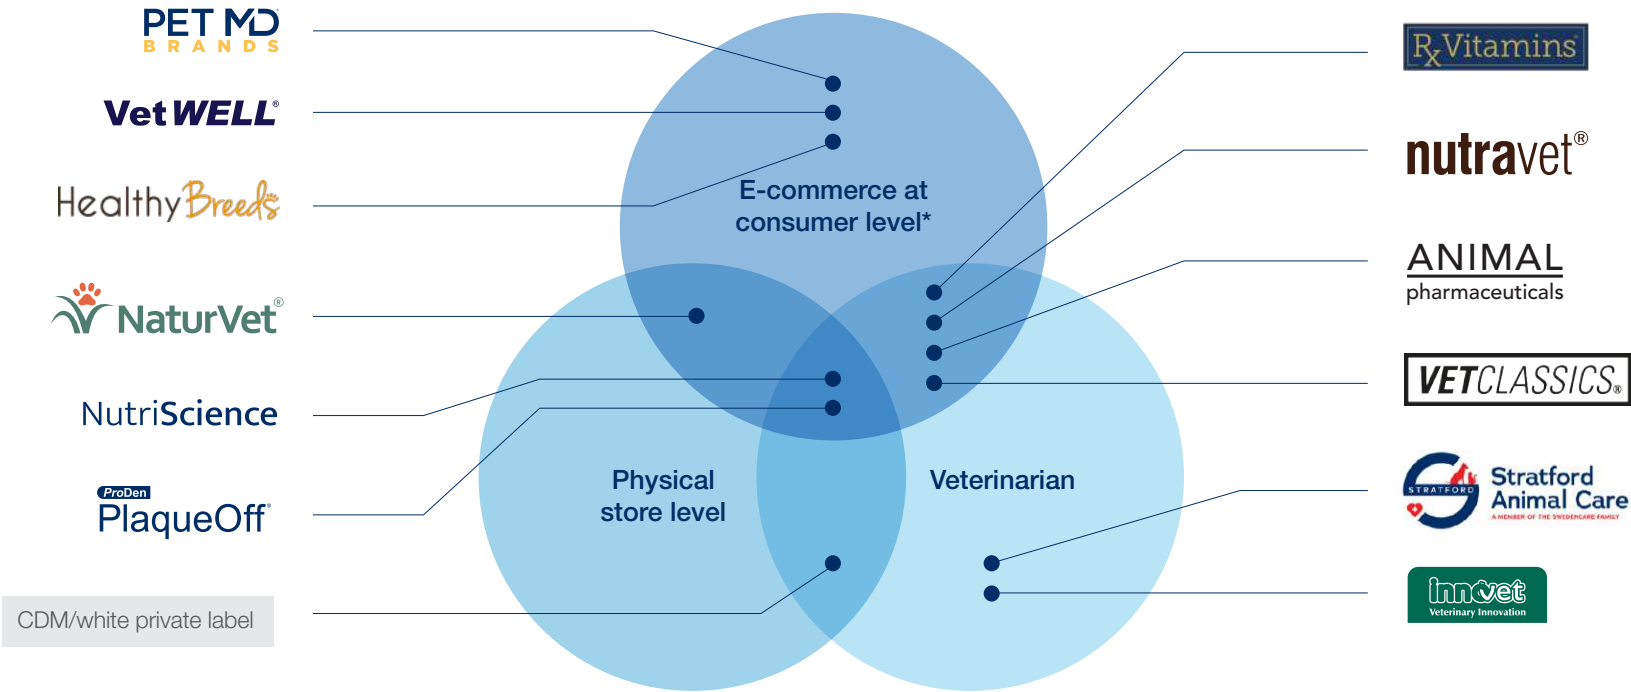 PET MD
BRANDS
VetWELL®
HealthyBreeds
NaturVet®
NutriScience
ProDen
PlaqueOff®
CDM/white private label
E-commerce at
consumer level*
Physical
store level
Veterinarian
RxVitamins®
nutravet®
ANIMAL
pharmaceuticals
VETCLASSICS®
STRATFORD
Stratford
Animal Care
A MEMBER OF THE SWEDENCARE FAMILY
innovet
Veterinary Innovation